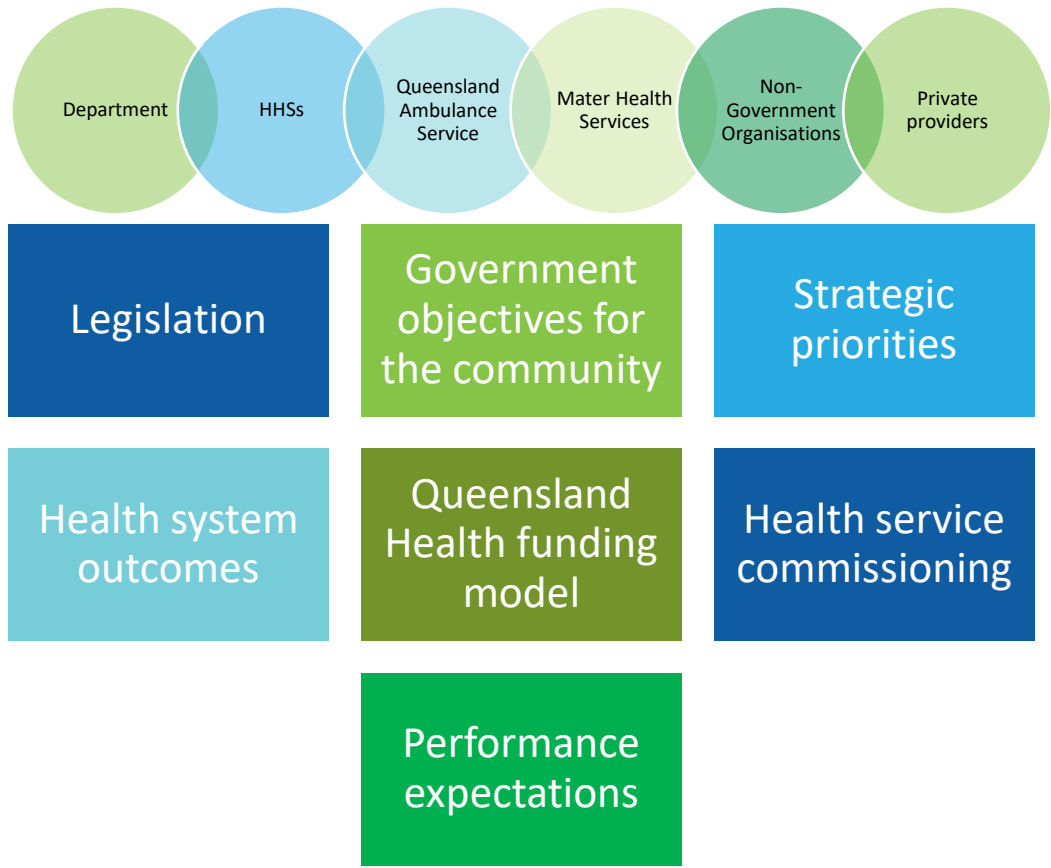 Department
HHSs
Queensland
Ambulance
Service
Mater Health
Services
Non-
Government
Organisations
Private
providers
Legislation
Government
objectives for
the community
Strategic
priorities
Health system
outcomes
Queensland
Health funding
model
Health service
commissioning
Performance
expectations